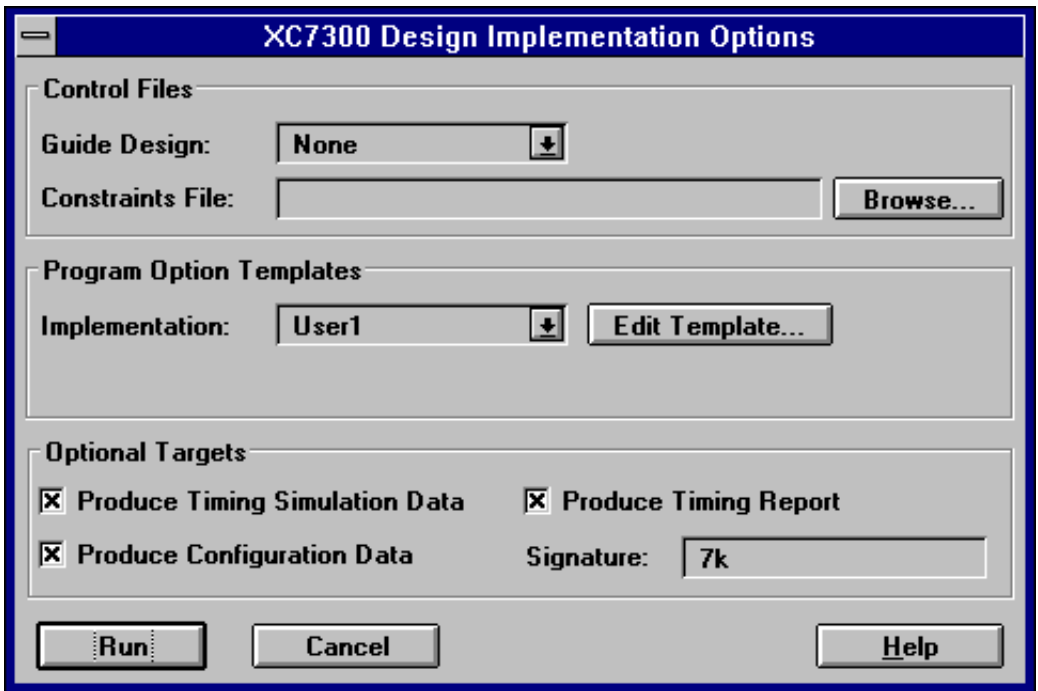 XC7300 Design Implementation Options
Control Files
Guide Design: None
Constraints File: Browse...
Program Option Templates
Implementation: User1 Edit Template...
Optional Targets
Produce Timing Simulation Data Produce Timing Report
Produce Configuration Data Signature: 7k
Run Cancel Help